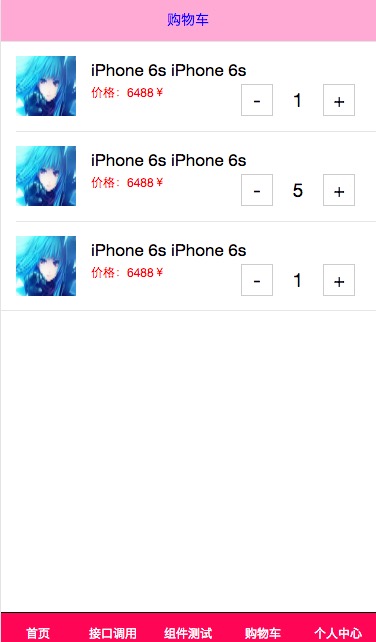 购物车
iPhone 6s iPhone 6s
价格：6488￥
- 1 +
iPhone 6s iPhone 6s
价格：6488￥
- 5 +
iPhone 6s iPhone 6s
价格：6488￥
- 1 +
首页 接口调用 组件测试 购物车 个人中心